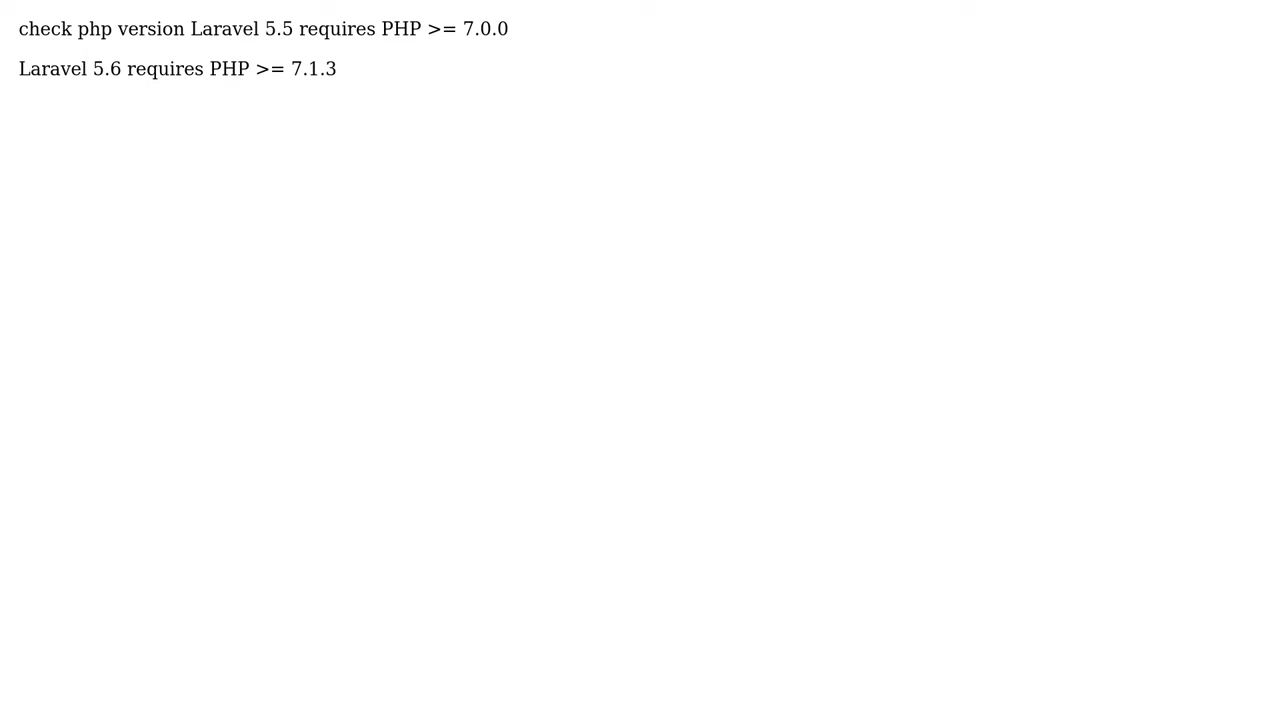 check php version Laravel 5.5 requires PHP >= 7.0.0
Laravel 5.6 requires PHP >= 7.1.3